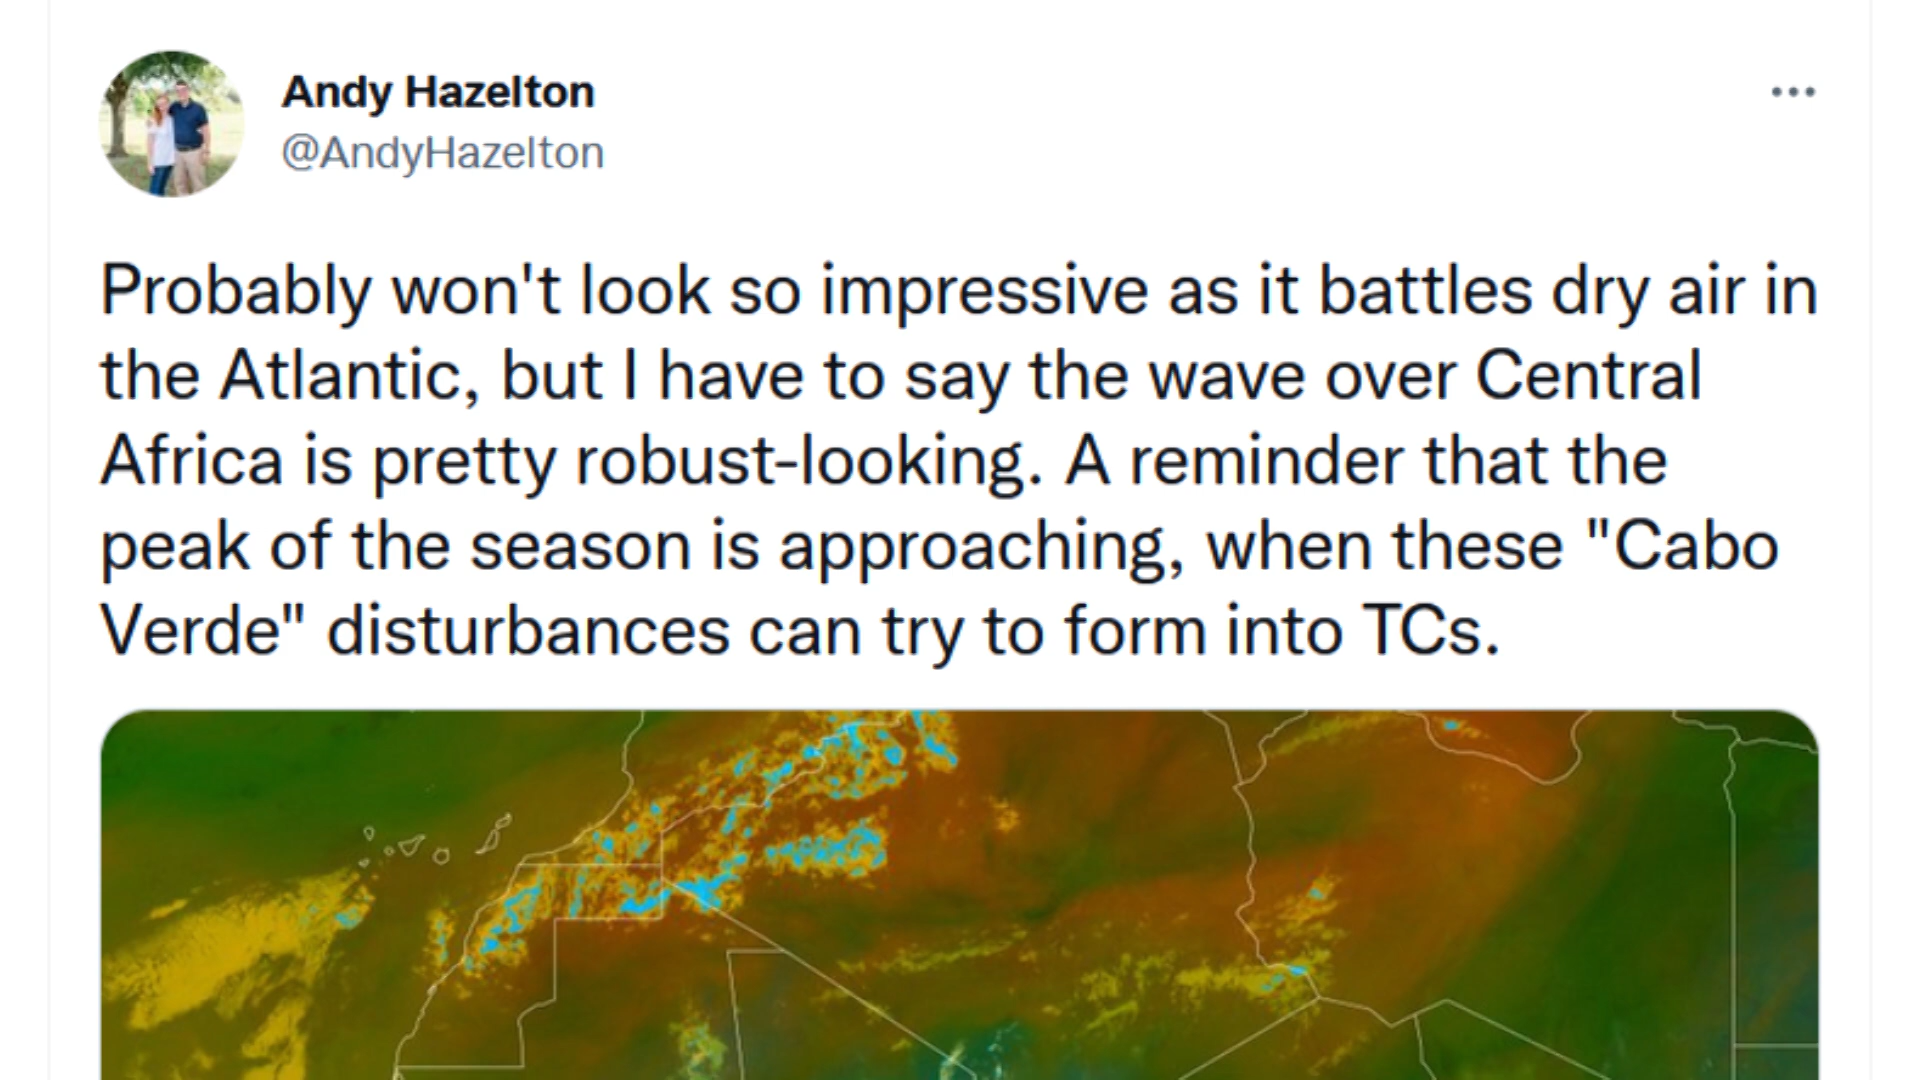 Andy Hazelton
@AndyHazelton
Probably won't look so impressive as it battles dry air in
the Atlantic, but I have to say the wave over Central
Africa is pretty robust-looking. A reminder that the
peak of the season is approaching, when these "Cabo
Verde" disturbances can try to form into TCs.